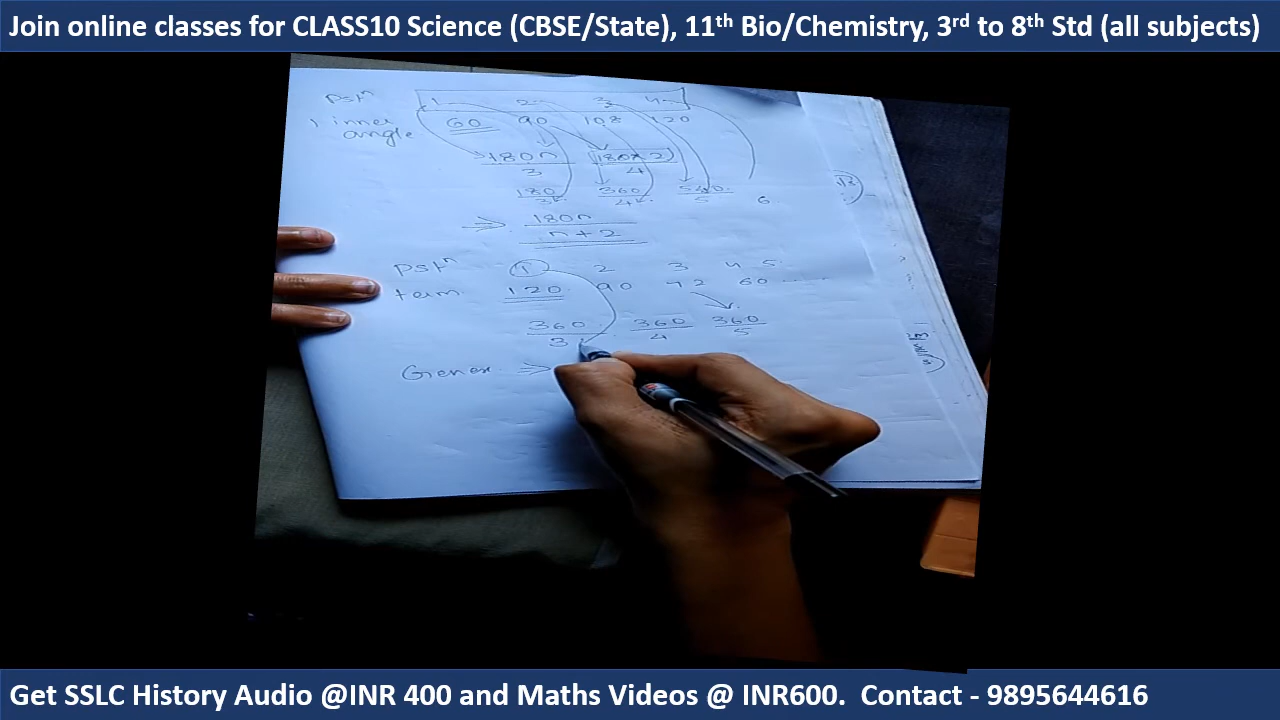 Join online classes for CLASS10 Science (CBSE/State), 11th Bio/Chemistry, 3rd to 8th Std (all subjects)
Pstn 1 2 3 4
1 inner angle 60 90 108 120
180n/3 (180×2)/4
180/3 360/4 540/5 6
⇒ 180n/n+2
Pstn 1 2 3 4 5
term 120 90 72 60 ......
360/3 360/4 360/5
⇒
Get SSLC History Audio @INR 400 and Maths Videos @ INR600. Contact - 9895644616